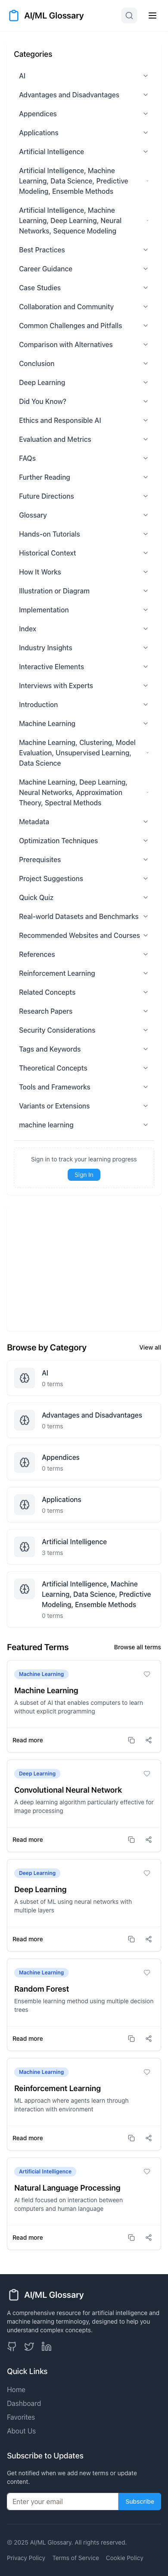 AI/ML Glossary
Categories
AI
Advantages and Disadvantages
Appendices
Applications
Artificial Intelligence
Artificial Intelligence, Machine
Learning, Data Science, Predictive
Modeling, Ensemble Methods
Artificial Intelligence, Machine
Learning, Deep Learning, Neural
Networks, Sequence Modeling
Best Practices
Career Guidance
Case Studies
Collaboration and Community
Common Challenges and Pitfalls
Comparison with Alternatives
Conclusion
Deep Learning
Did You Know?
Ethics and Responsible AI
Evaluation and Metrics
FAQs
Further Reading
Future Directions
Glossary
Hands-on Tutorials
Historical Context
How It Works
Illustration or Diagram
Implementation
Index
Industry Insights
Interactive Elements
Interviews with Experts
Introduction
Machine Learning
Machine Learning, Clustering, Model
Evaluation, Unsupervised Learning,
Data Science
Machine Learning, Deep Learning,
Neural Networks, Approximation
Theory, Spectral Methods
Metadata
Optimization Techniques
Prerequisites
Project Suggestions
Quick Quiz
Real-world Datasets and Benchmarks
Recommended Websites and Courses
References
Reinforcement Learning
Related Concepts
Research Papers
Security Considerations
Tags and Keywords
Theoretical Concepts
Tools and Frameworks
Variants or Extensions
machine learning
Sign in to track your learning progress
Sign In
Browse by Category
View all
AI
0 terms
Advantages and Disadvantages
0 terms
Appendices
0 terms
Applications
0 terms
Artificial Intelligence
3 terms
Artificial Intelligence, Machine
Learning, Data Science, Predictive
Modeling, Ensemble Methods
0 terms
Featured Terms
Browse all terms
Machine Learning
Machine Learning
A subset of AI that enables computers to learn
without explicit programming
Read more
Deep Learning
Convolutional Neural Network
A deep learning algorithm particularly effective for
image processing
Read more
Deep Learning
Deep Learning
A subset of ML using neural networks with
multiple layers
Read more
Machine Learning
Random Forest
Ensemble learning method using multiple decision
trees
Read more
Machine Learning
Reinforcement Learning
ML approach where agents learn through
interaction with environment
Read more
Artificial Intelligence
Natural Language Processing
AI field focused on interaction between
computers and human language
Read more
AI/ML Glossary
A comprehensive resource for artificial intelligence and
machine learning terminology, designed to help you
understand complex concepts.
Quick Links
Home
Dashboard
Favorites
About Us
Subscribe to Updates
Get notified when we add new terms or update
content.
Enter your email
Subscribe
© 2025 AI/ML Glossary. All rights reserved.
Privacy Policy
Terms of Service
Cookie Policy